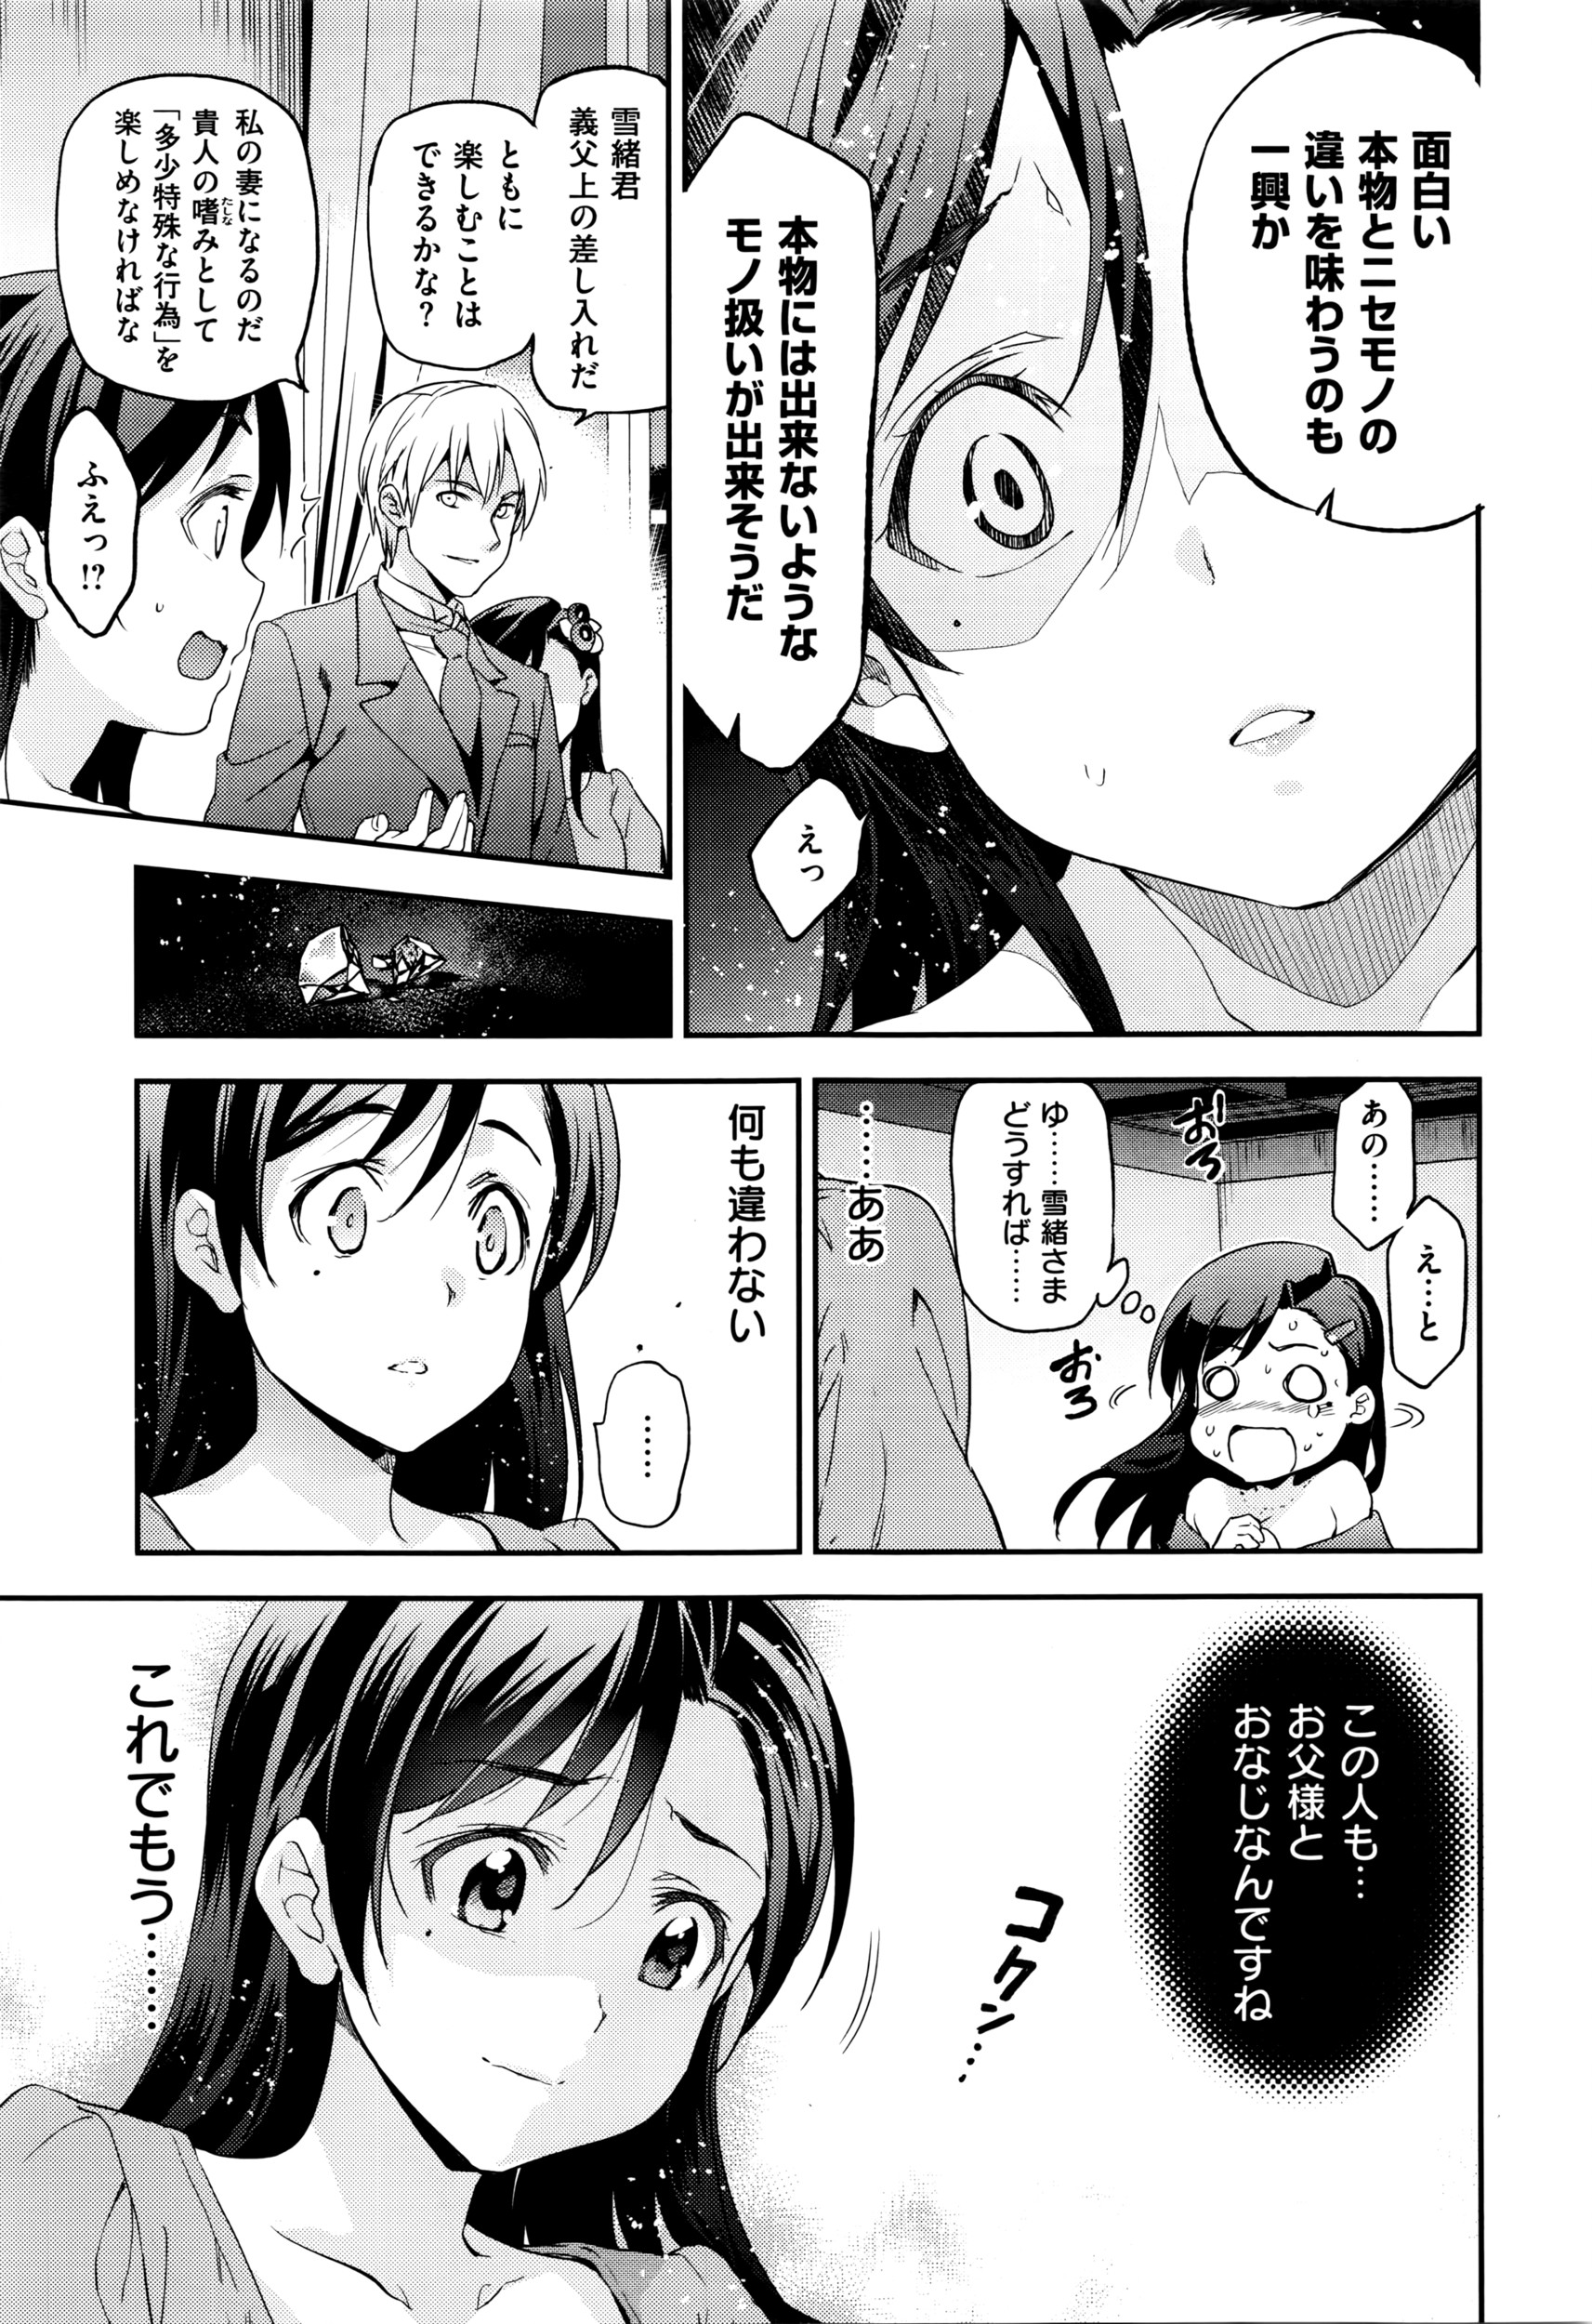 面白い
本物とニセモノの
違いを味わうのも
一興か
本物には出来ないような
モノ扱いが出来そうだ
えっ
雪緒君
義父上の差し入れだ
ともに
楽しむことは
できるかな?
私の妻になるのだ
貴人の嗜みとして
たしな
「多少特殊な行為」を
楽しめなければな
ふえっ!?
あの……
え…と
おろ
ゆ……雪緒さま
どうすれば……
おろ
……ああ
何も違わない
……
この人も…
お父様と
おなじなんですね
コクン…
これでもう……